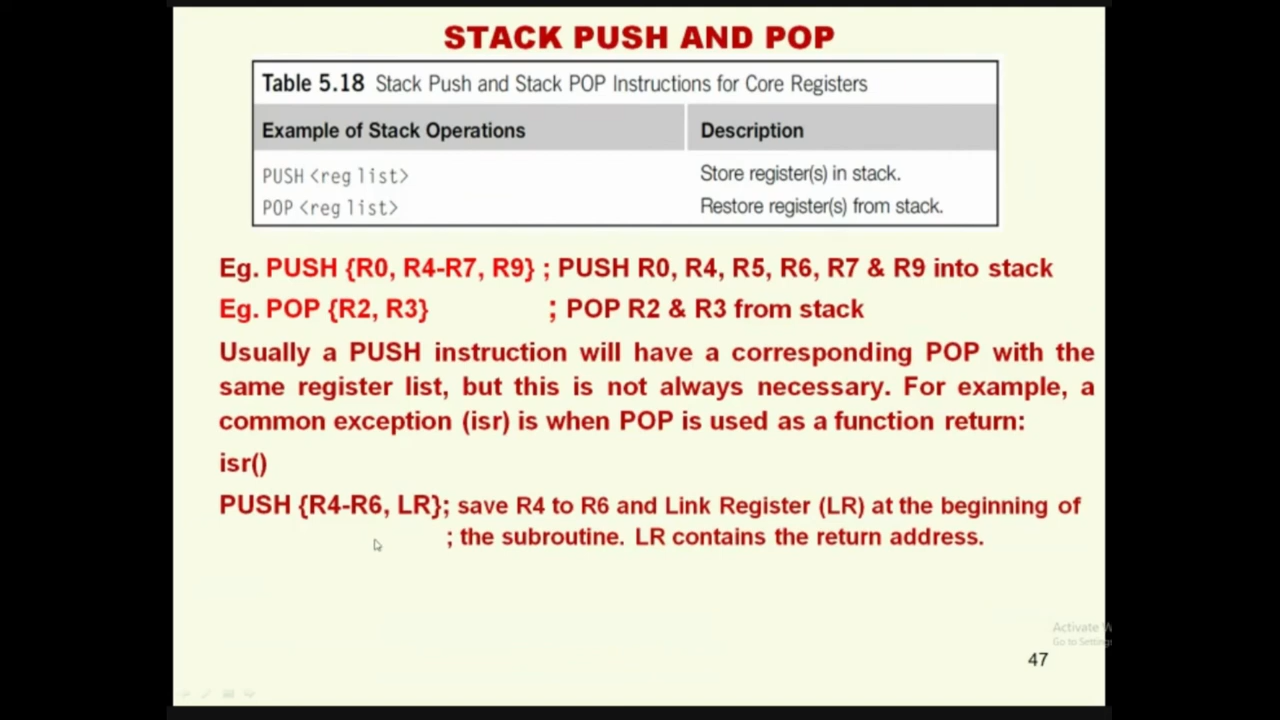 STACK PUSH AND POP
Table 5.18 Stack Push and Stack POP Instructions for Core Registers
Example of Stack Operations Description
PUSH <reg list> Store register(s) in stack.
POP <reg list> Restore register(s) from stack.
Eg. PUSH {R0, R4-R7, R9} ; PUSH R0, R4, R5, R6, R7 & R9 into stack
Eg. POP {R2, R3} ; POP R2 & R3 from stack
Usually a PUSH instruction will have a corresponding POP with the
same register list, but this is not always necessary. For example, a
common exception (isr) is when POP is used as a function return:
isr()
PUSH {R4-R6, LR}; save R4 to R6 and Link Register (LR) at the beginning of
; the subroutine. LR contains the return address.
Activate W
Go to Setting
47